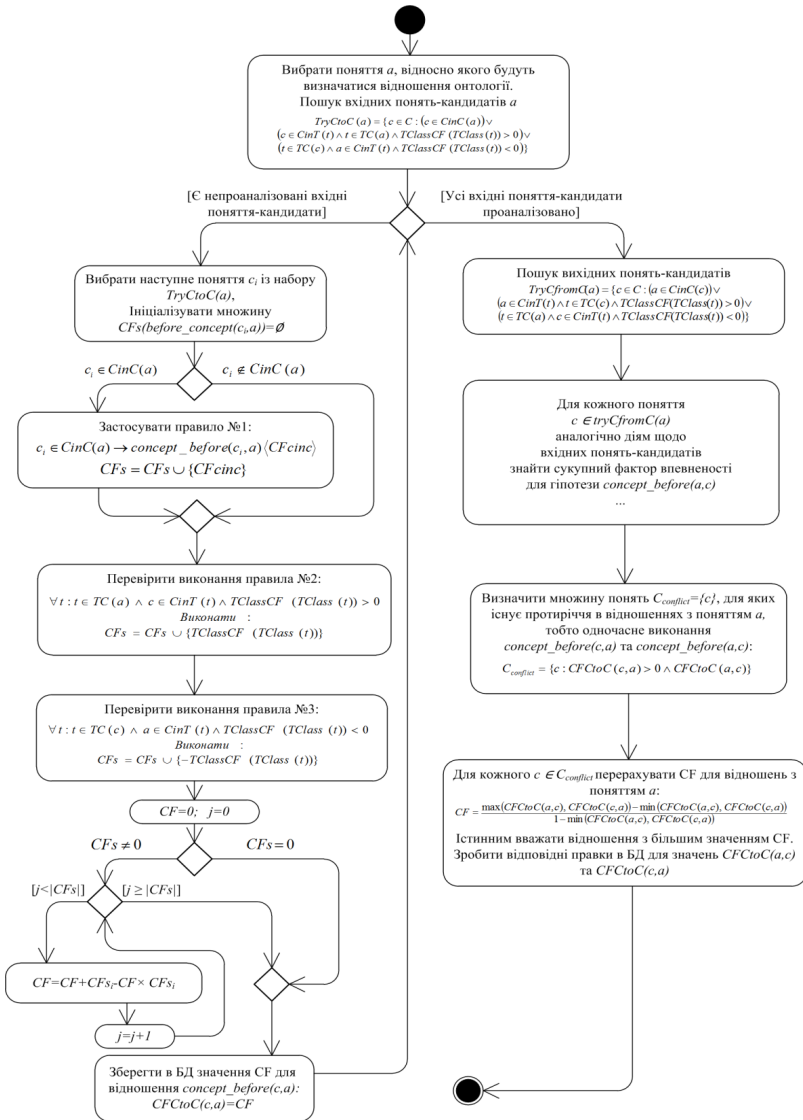 Вибрати поняття a, відносно якого будуть
визначатися відношення онтології.
Пошук вхідних понять-кандидатів a
TryCtoC (a) = {c ∈ C : (c ∈ CinC(a)) ∨
(c ∈ CinT (t) ∧ t ∈ TC(a) ∧ TClassCF (TClass(t)) > 0) ∨
(t ∈ TC(c) ∧ a ∈ CinT (t) ∧ TClassCF (TClass(t)) < 0)}
[Є непроаналізовані вхідні
поняття-кандидати]
[Усі вхідні поняття-кандидати
проаналізовано]
Вибрати наступне поняття cᵢ із набору
TryCtoC(a),
Ініціалізувати множину
CFs(before_concept(cᵢ,a))=Ø
cᵢ ∈ CinC(a)
cᵢ ∉ CinC (a)
Застосувати правило №1:
cᵢ ∈ CinC(a) → concept _ before(cᵢ, a) ⟨CFcinc⟩
CFs = CFs ∪ {CFcinc}
Перевірити виконання правила №2:
∀ t : t ∈ TC (a) ∧ c ∈ CinT (t) ∧ TClassCF (TClass (t)) > 0
Виконати :
CFs = CFs ∪ {TClassCF (TClass (t))}
Перевірити виконання правила №3:
∀ t : t ∈ TC (c) ∧ a ∈ CinT (t) ∧ TClassCF (TClass (t)) < 0
Виконати :
CFs = CFs ∪ {−TClassCF (TClass (t))}
CF=0; j=0
CFs ≠ 0
CFs = 0
[j<|CFs|]
[j ≥ |CFs|]
CF=CF+CFsᵢ-CF× CFsᵢ
j=j+1
Зберегти в БД значення CF для
відношення concept_before(c,a):
CFCtoC(c,a)=CF
Пошук вихідних понять-кандидатів
TryCfromC(a) = {c ∈ C : (a ∈ CinC(c)) ∨
(a ∈ CinT(t) ∧ t ∈ TC(c) ∧ TClassCF(TClass(t)) > 0) ∨
(t ∈ TC(a) ∧ c ∈ CinT(t) ∧ TClassCF(TClass(t)) < 0)}
Для кожного поняття
c ∈ tryCfromC(a)
аналогічно діям щодо
вхідних понять-кандидатів
знайти сукупний фактор впевненості
для гіпотези concept_before(a,c)
...
Визначити множину понять C_conflict={c}, для яких
існує протиріччя в відношеннях з поняттям a,
тобто одночасне виконання
concept_before(c,a) та concept_before(a,c):
C_conflict = {c : CFCtoC (c, a) > 0 ∧ CFCtoC (a, c)}
Для кожного c ∈ C_conflict перерахувати CF для відношень з
поняттям a:
CF = (max(CFCtoC(a,c), CFCtoC(c,a)) − min(CFCtoC(a,c), CFCtoC(c,a))) / (1 − min(CFCtoC(a,c), CFCtoC(c,a)))
Істинним вважати відношення з більшим значенням CF.
Зробити відповідні правки в БД для значень CFCtoC(a,c)
та CFCtoC(c,a)